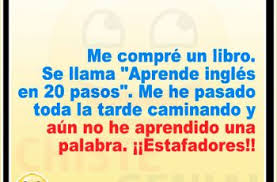 Me compré un libro.
Se llama "Aprende inglés
en 20 pasos". Me he pasado
toda la tarde caminando y
aún no he aprendido una
palabra. ¡¡Estafadores!!